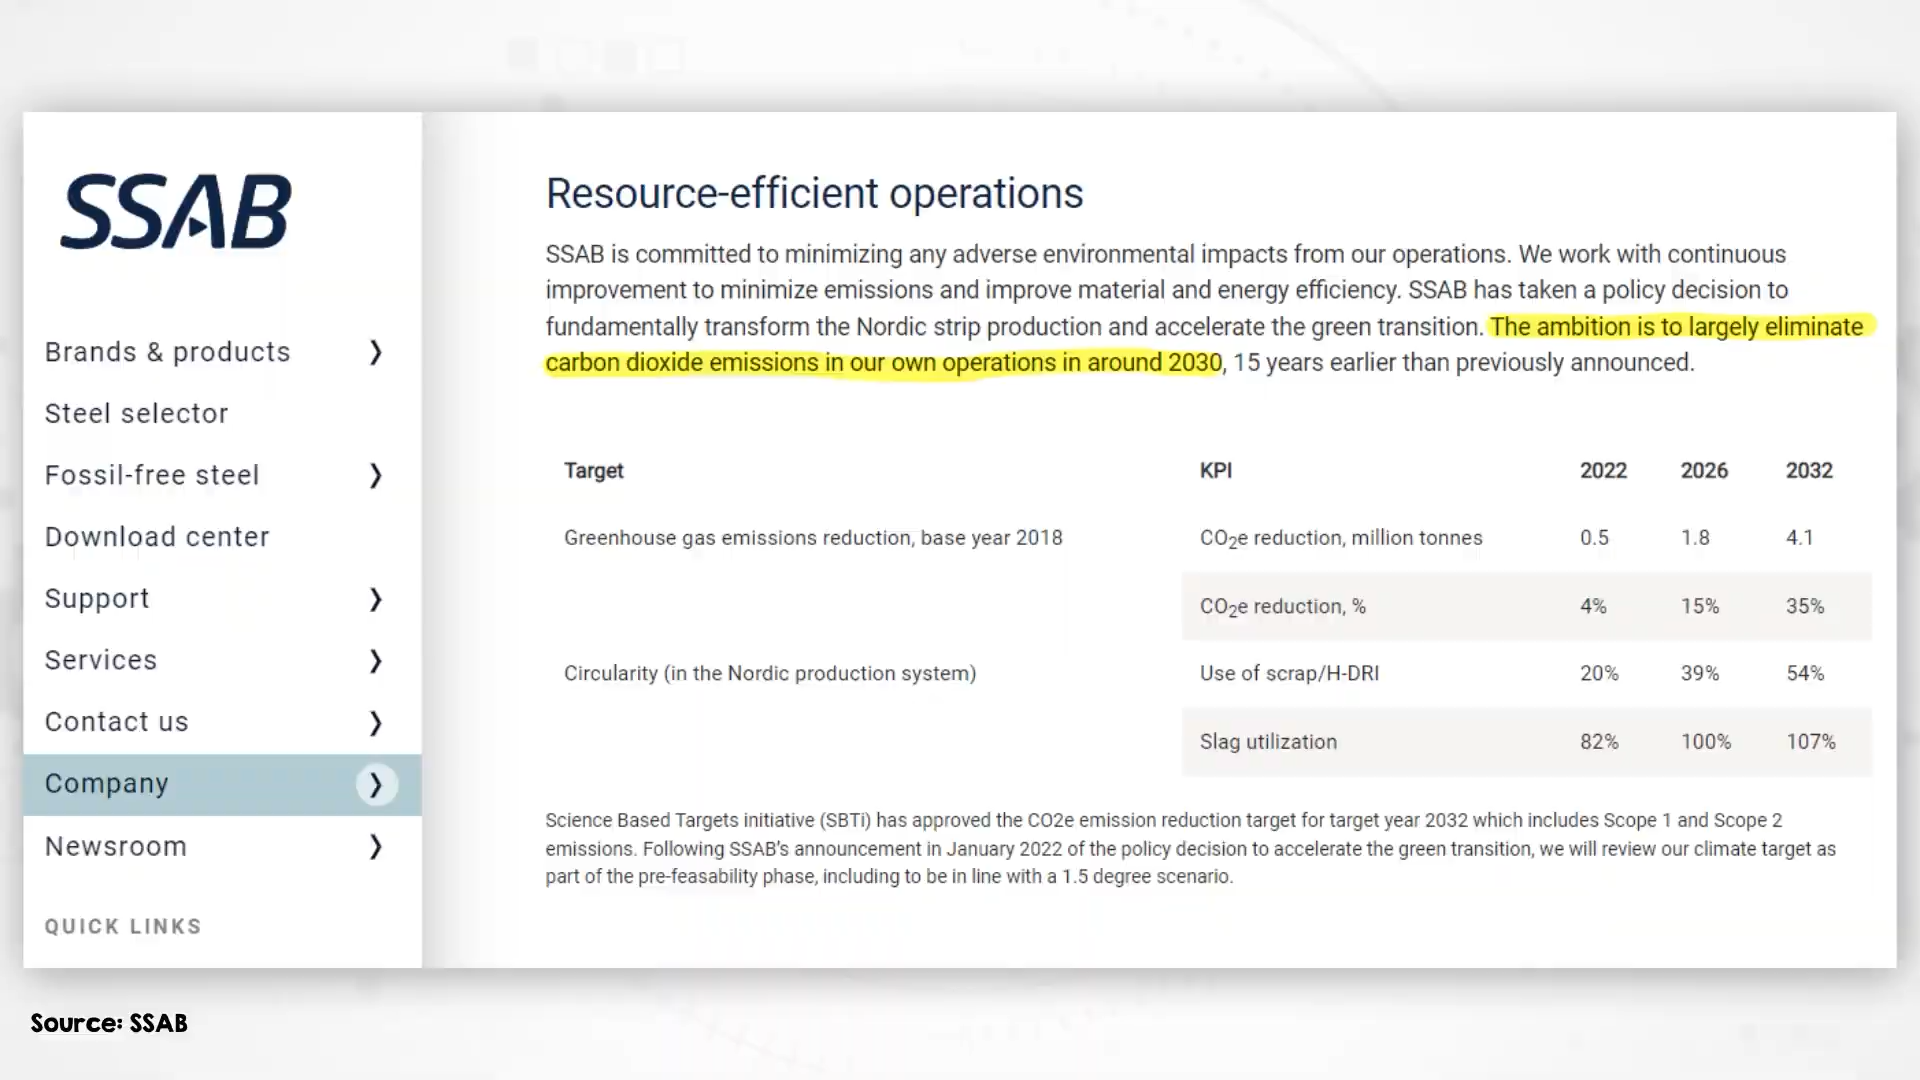 SSAB
Brands & products
Steel selector
Fossil-free steel
Download center
Support
Services
Contact us
Company
Newsroom
QUICK LINKS
Resource-efficient operations
SSAB is committed to minimizing any adverse environmental impacts from our operations. We work with continuous
improvement to minimize emissions and improve material and energy efficiency. SSAB has taken a policy decision to
fundamentally transform the Nordic strip production and accelerate the green transition. The ambition is to largely eliminate
carbon dioxide emissions in our own operations in around 2030, 15 years earlier than previously announced.
Target KPI 2022 2026 2032
Greenhouse gas emissions reduction, base year 2018 CO2e reduction, million tonnes 0.5 1.8 4.1
CO2e reduction, % 4% 15% 35%
Circularity (in the Nordic production system) Use of scrap/H-DRI 20% 39% 54%
Slag utilization 82% 100% 107%
Science Based Targets initiative (SBTi) has approved the CO2e emission reduction target for target year 2032 which includes Scope 1 and Scope 2
emissions. Following SSAB's announcement in January 2022 of the policy decision to accelerate the green transition, we will review our climate target as
part of the pre-feasability phase, including to be in line with a 1.5 degree scenario.
Source: SSAB